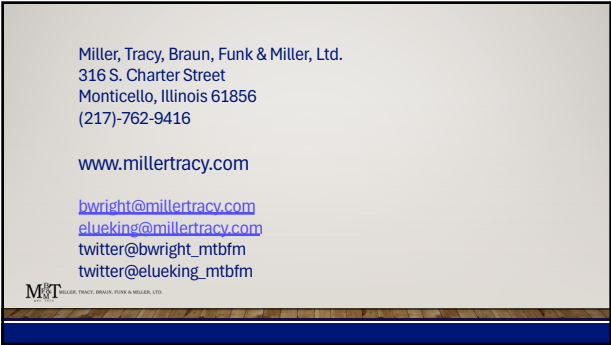 Miller, Tracy, Braun, Funk & Miller, Ltd.
316 S. Charter Street
Monticello, Illinois 61856
(217)-762-9416
www.millertracy.com
bwright@millertracy.com
elueking@millertracy.com
twitter@bwright_mtbfm
twitter@elueking_mtbfm
MILLER, TRACY, BRAUN, FUNK & MILLER, LTD.